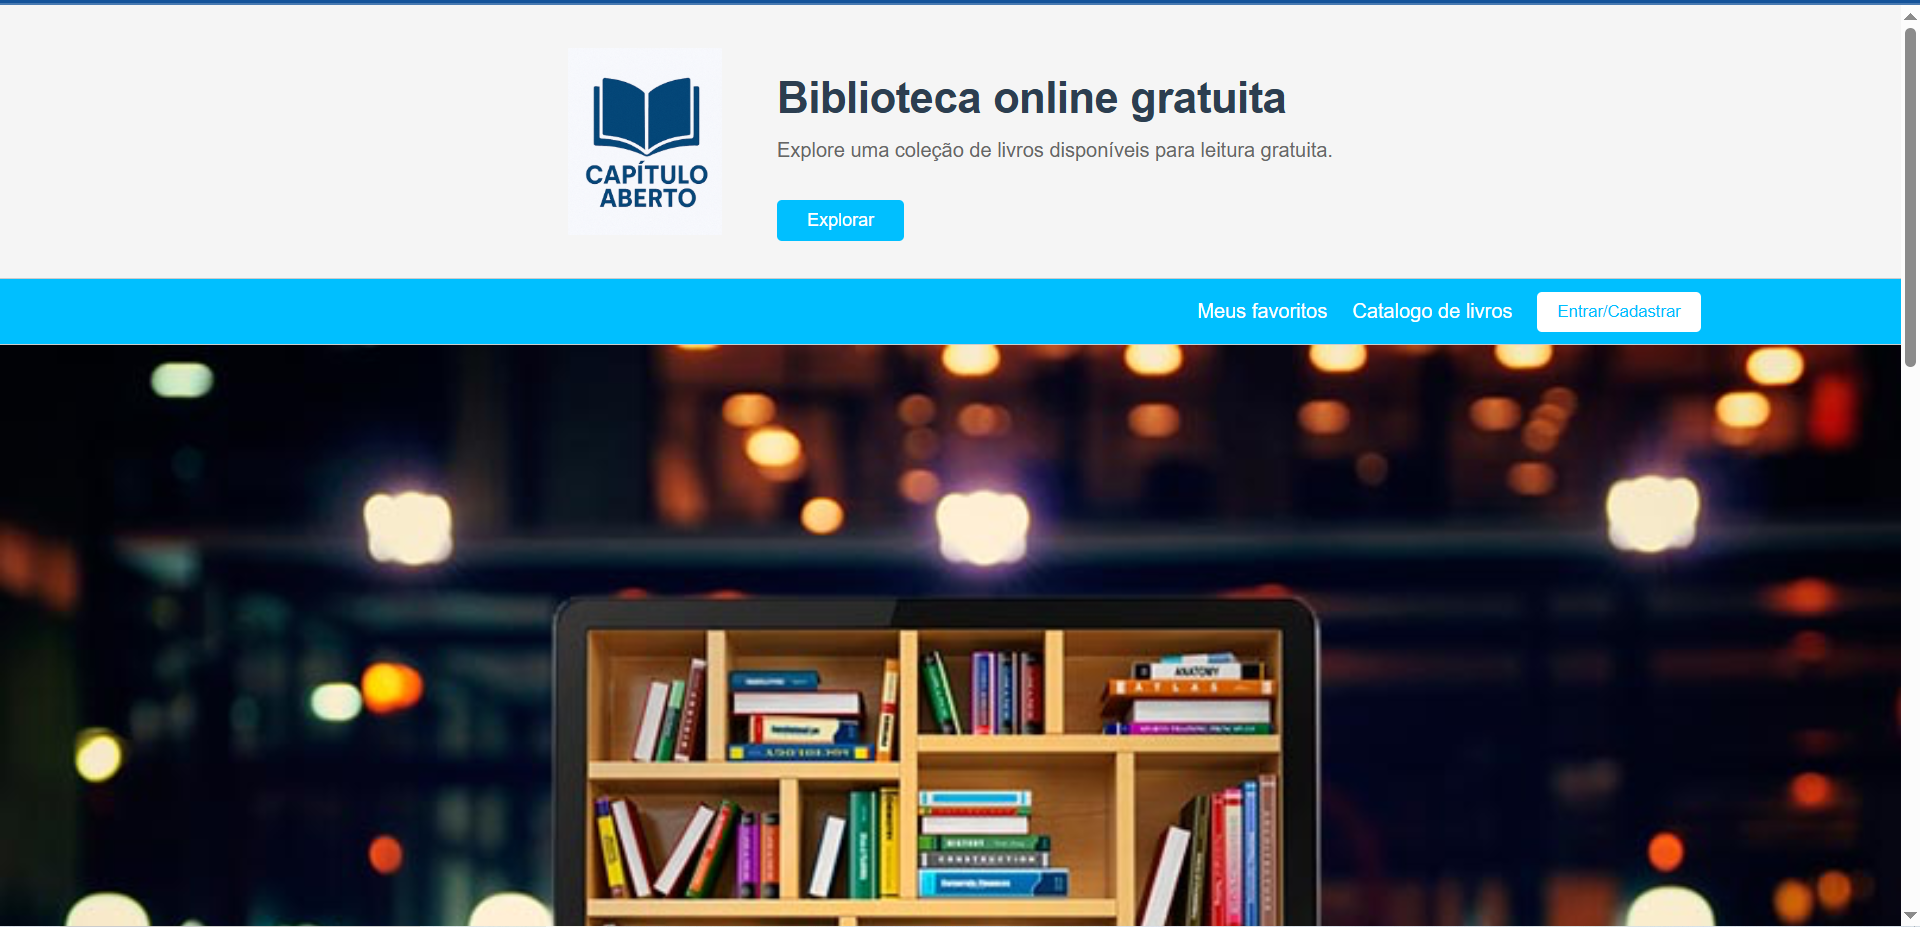 CAPÍTULO
ABERTO
Biblioteca online gratuita
Explore uma coleção de livros disponíveis para leitura gratuita.
Explorar
Meus favoritos
Catalogo de livros
Entrar/Cadastrar
ANATOMY
ATLAS
SOCIOLOGY
HISTORY
CONSTRUCTION